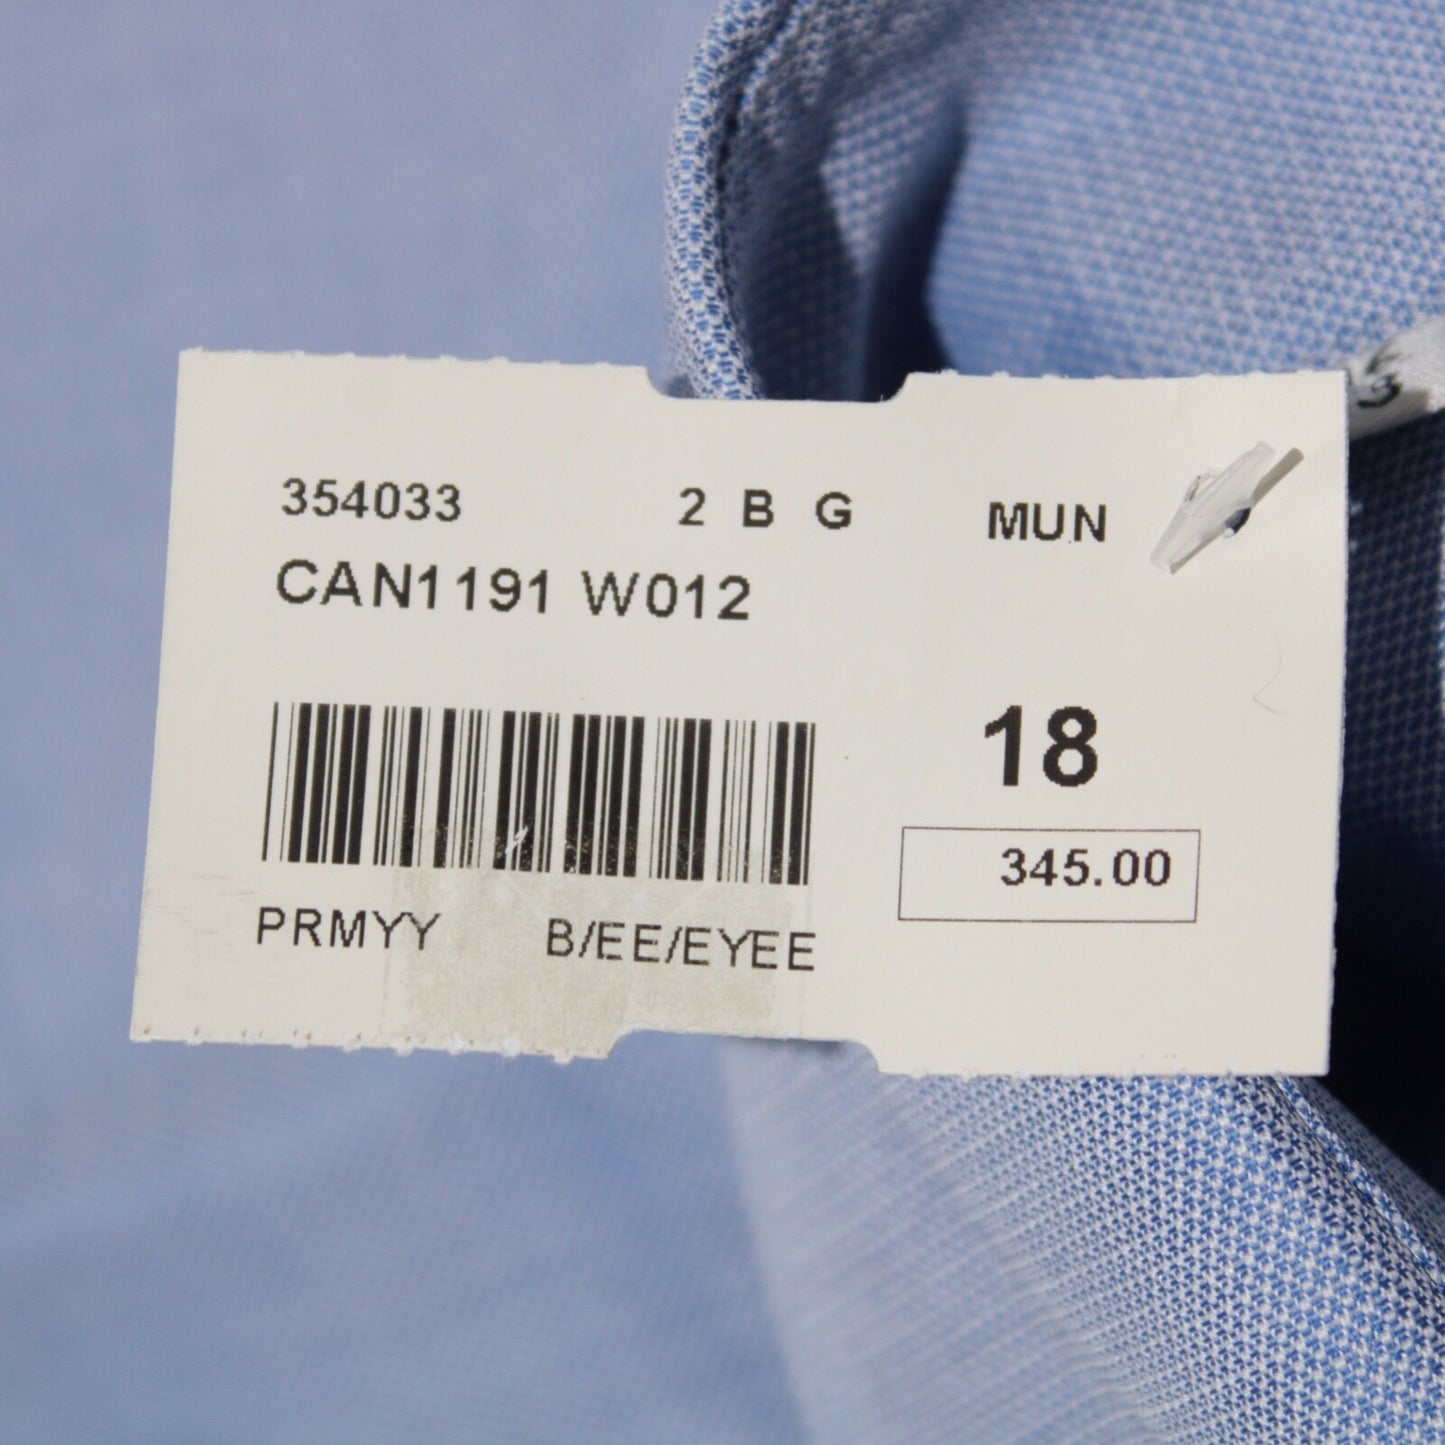 354033 2 B G MUN
CAN1191 W012
18
345.00
PRMYY B/EE/EYEE